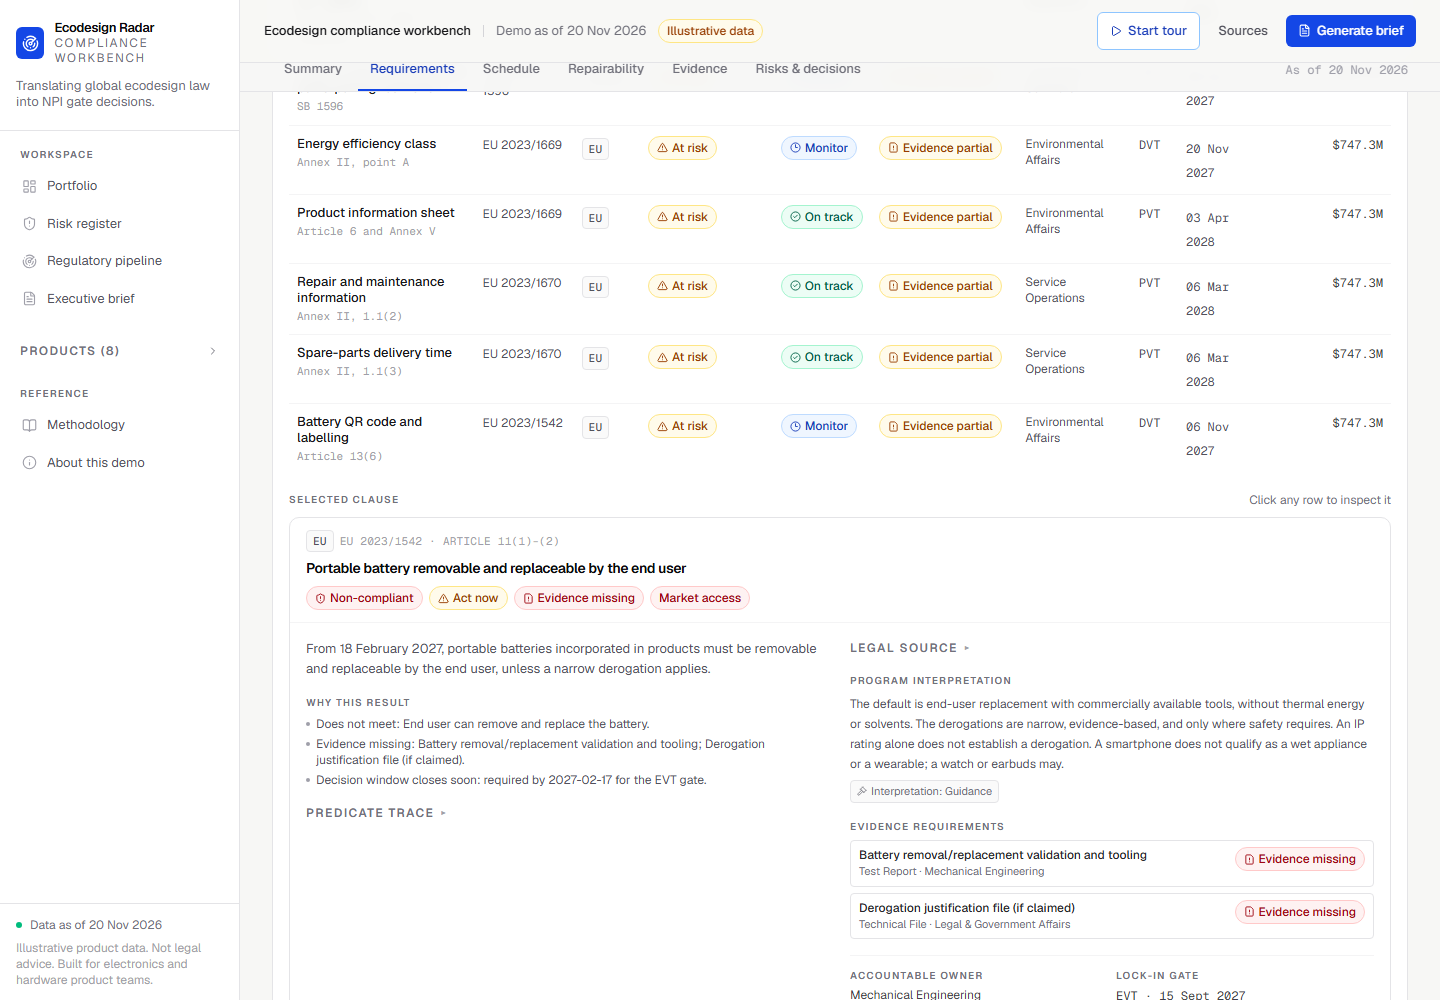 Ecodesign Radar
COMPLIANCE
WORKBENCH
Translating global ecodesign law
into NPI gate decisions.
WORKSPACE
Portfolio
Risk register
Regulatory pipeline
Executive brief
PRODUCTS (8)
REFERENCE
Methodology
About this demo
Data as of 20 Nov 2026
Illustrative product data. Not legal
advice. Built for electronics and
hardware product teams.
Ecodesign compliance workbench
Demo as of 20 Nov 2026
Illustrative data
Start tour
Sources
Generate brief
Summary
Requirements
Schedule
Repairability
Evidence
Risks & decisions
As of 20 Nov 2026
SB 1596
1596
2027
Energy efficiency class
Annex II, point A
EU 2023/1669
EU
At risk
Monitor
Evidence partial
Environmental
Affairs
DVT
20 Nov
2027
$747.3M
Product information sheet
Article 6 and Annex V
EU 2023/1669
EU
At risk
On track
Evidence partial
Environmental
Affairs
PVT
03 Apr
2028
$747.3M
Repair and maintenance
information
Annex II, 1.1(2)
EU 2023/1670
EU
At risk
On track
Evidence partial
Service
Operations
PVT
06 Mar
2028
$747.3M
Spare-parts delivery time
Annex II, 1.1(3)
EU 2023/1670
EU
At risk
On track
Evidence partial
Service
Operations
PVT
06 Mar
2028
$747.3M
Battery QR code and
labelling
Article 13(6)
EU 2023/1542
EU
At risk
Monitor
Evidence partial
Environmental
Affairs
DVT
06 Nov
2027
$747.3M
SELECTED CLAUSE
Click any row to inspect it
EU EU 2023/1542 · ARTICLE 11(1)-(2)
Portable battery removable and replaceable by the end user
Non-compliant
Act now
Evidence missing
Market access
From 18 February 2027, portable batteries incorporated in products must be removable
and replaceable by the end user, unless a narrow derogation applies.
WHY THIS RESULT
Does not meet: End user can remove and replace the battery.
Evidence missing: Battery removal/replacement validation and tooling; Derogation
justification file (if claimed).
Decision window closes soon: required by 2027-02-17 for the EVT gate.
PREDICATE TRACE
LEGAL SOURCE
PROGRAM INTERPRETATION
The default is end-user replacement with commercially available tools, without thermal energy
or solvents. The derogations are narrow, evidence-based, and only where safety requires. An IP
rating alone does not establish a derogation. A smartphone does not qualify as a wet appliance
or a wearable; a watch or earbuds may.
Interpretation: Guidance
EVIDENCE REQUIREMENTS
Battery removal/replacement validation and tooling
Test Report · Mechanical Engineering
Evidence missing
Derogation justification file (if claimed)
Technical File · Legal & Government Affairs
Evidence missing
ACCOUNTABLE OWNER
Mechanical Engineering
LOCK-IN GATE
EVT · 15 Sept 2027